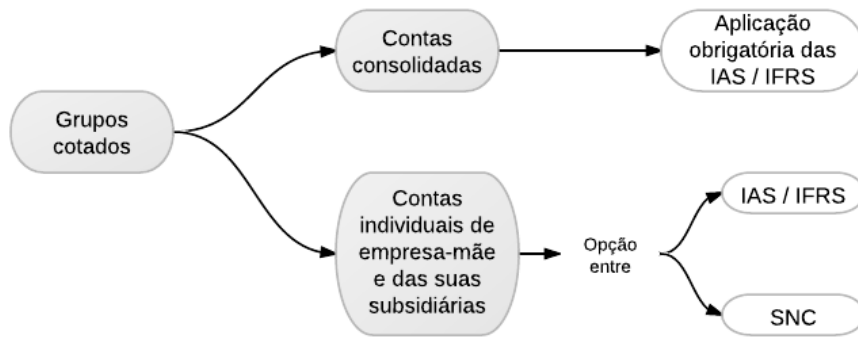 Grupos
cotados
Contas
consolidadas
Aplicação
obrigatória das
IAS / IFRS
Contas
individuais de
empresa-mãe
e das suas
subsidiárias
Opção
entre
IAS / IFRS
SNC